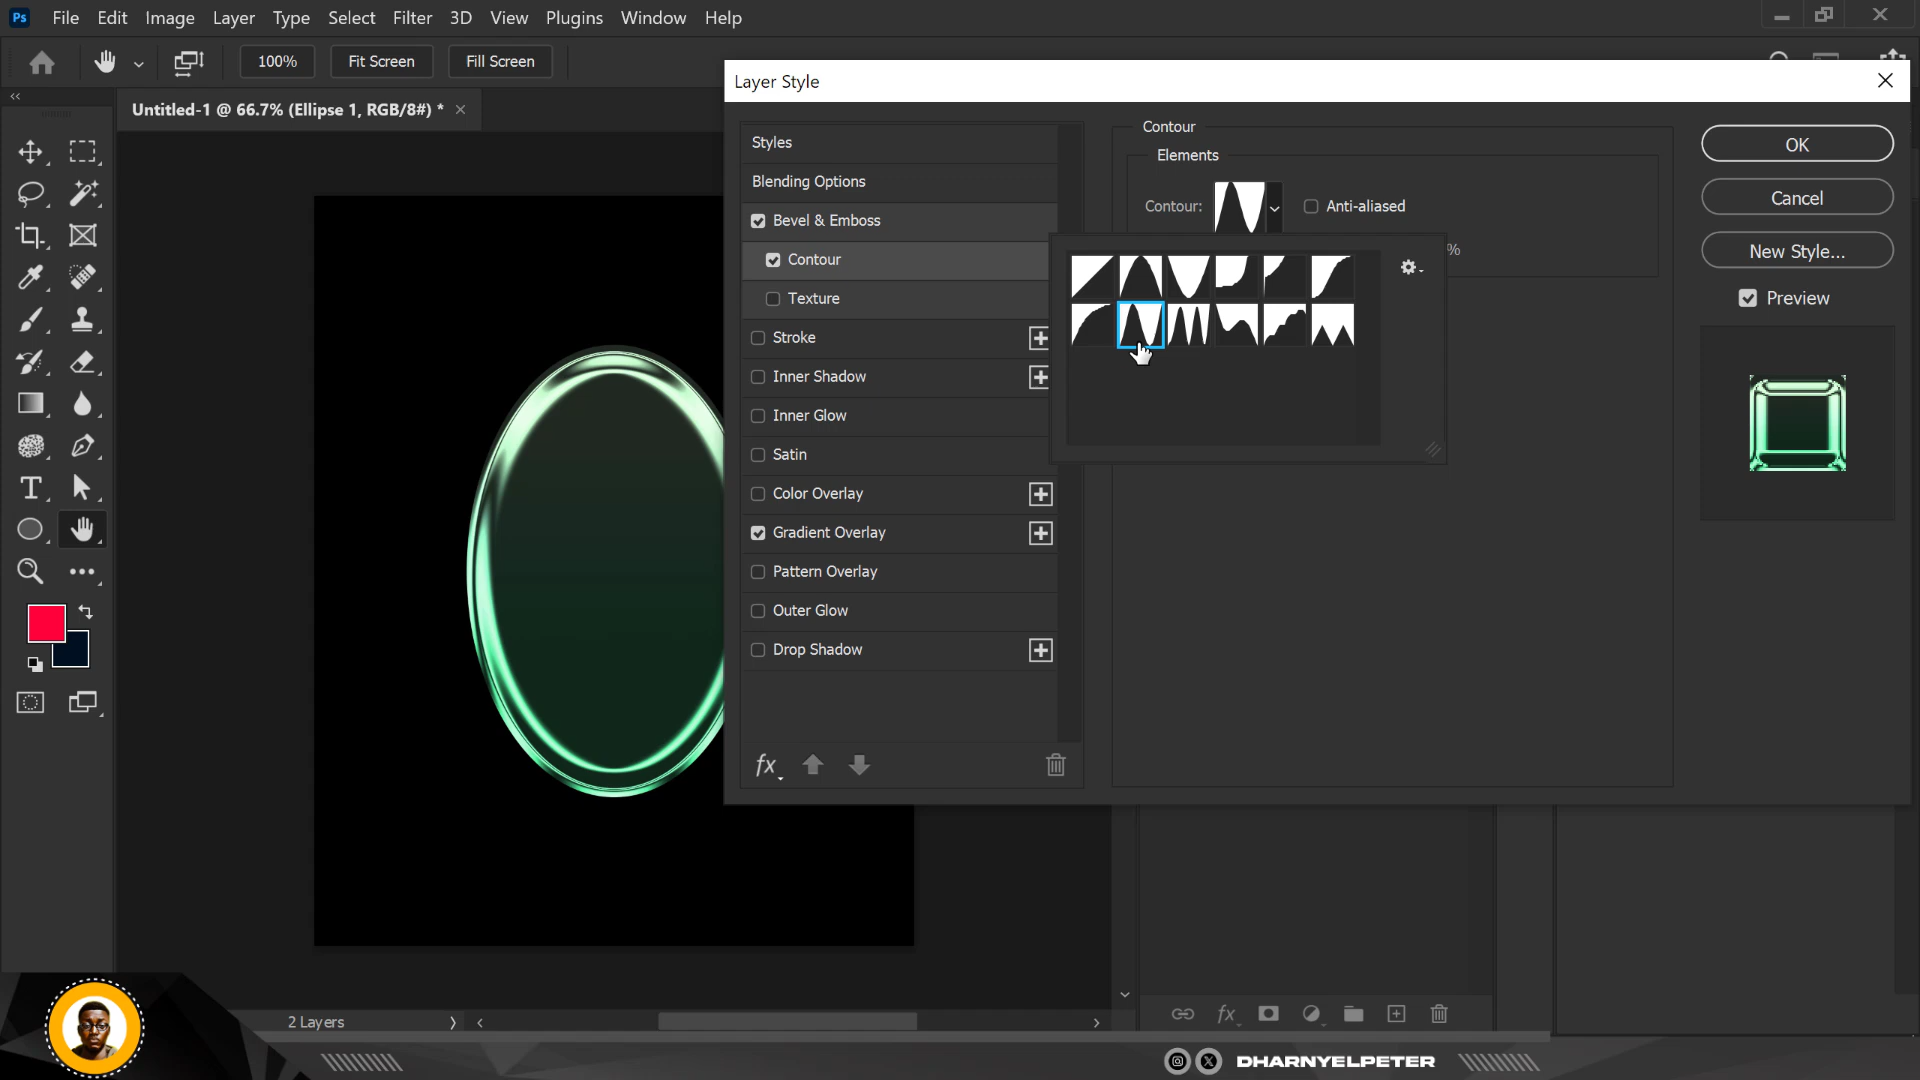 Ps File Edit Image Layer Type Select Filter 3D View Plugins Window Help
100% Fit Screen Fill Screen
Untitled-1 @ 66.7% (Ellipse 1, RGB/8#) *
Layer Style
Styles
Blending Options
Bevel & Emboss
Contour
Texture
Stroke
Inner Shadow
Inner Glow
Satin
Color Overlay
Gradient Overlay
Pattern Overlay
Outer Glow
Drop Shadow
fx
Contour
Elements
Contour:
Anti-aliased
%
OK
Cancel
New Style...
Preview
T
2 Layers
fx
DHARNYELPETER